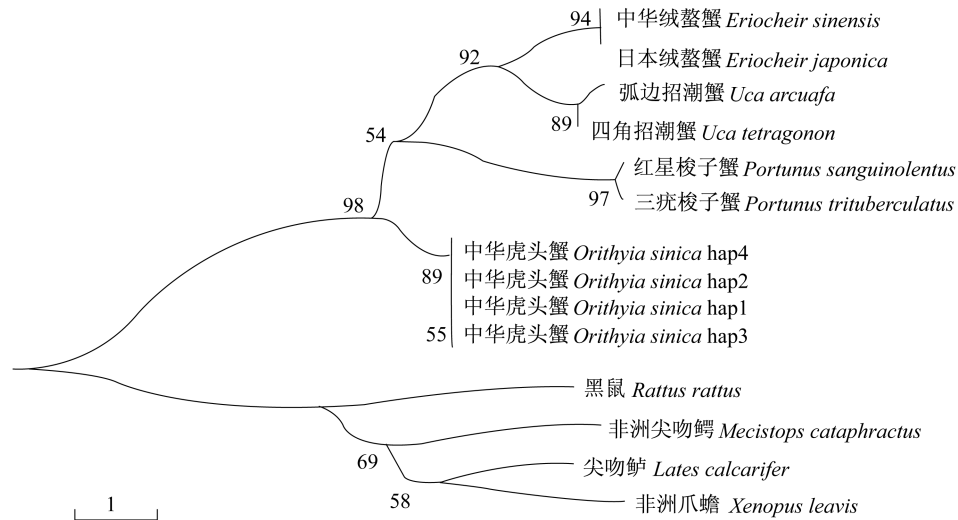 94
中华绒螯蟹 Eriocheir sinensis
92
日本绒螯蟹 Eriocheir japonica
弧边招潮蟹 Uca arcuafa
89
四角招潮蟹 Uca tetragonon
54
红星梭子蟹 Portunus sanguinolentus
97
三疣梭子蟹 Portunus trituberculatus
98
中华虎头蟹 Orithyia sinica hap4
89
中华虎头蟹 Orithyia sinica hap2
中华虎头蟹 Orithyia sinica hap1
55
中华虎头蟹 Orithyia sinica hap3
黑鼠 Rattus rattus
非洲尖吻鳄 Mecistops cataphractus
69
尖吻鲈 Lates calcarifer
58
非洲爪蟾 Xenopus leavis
1